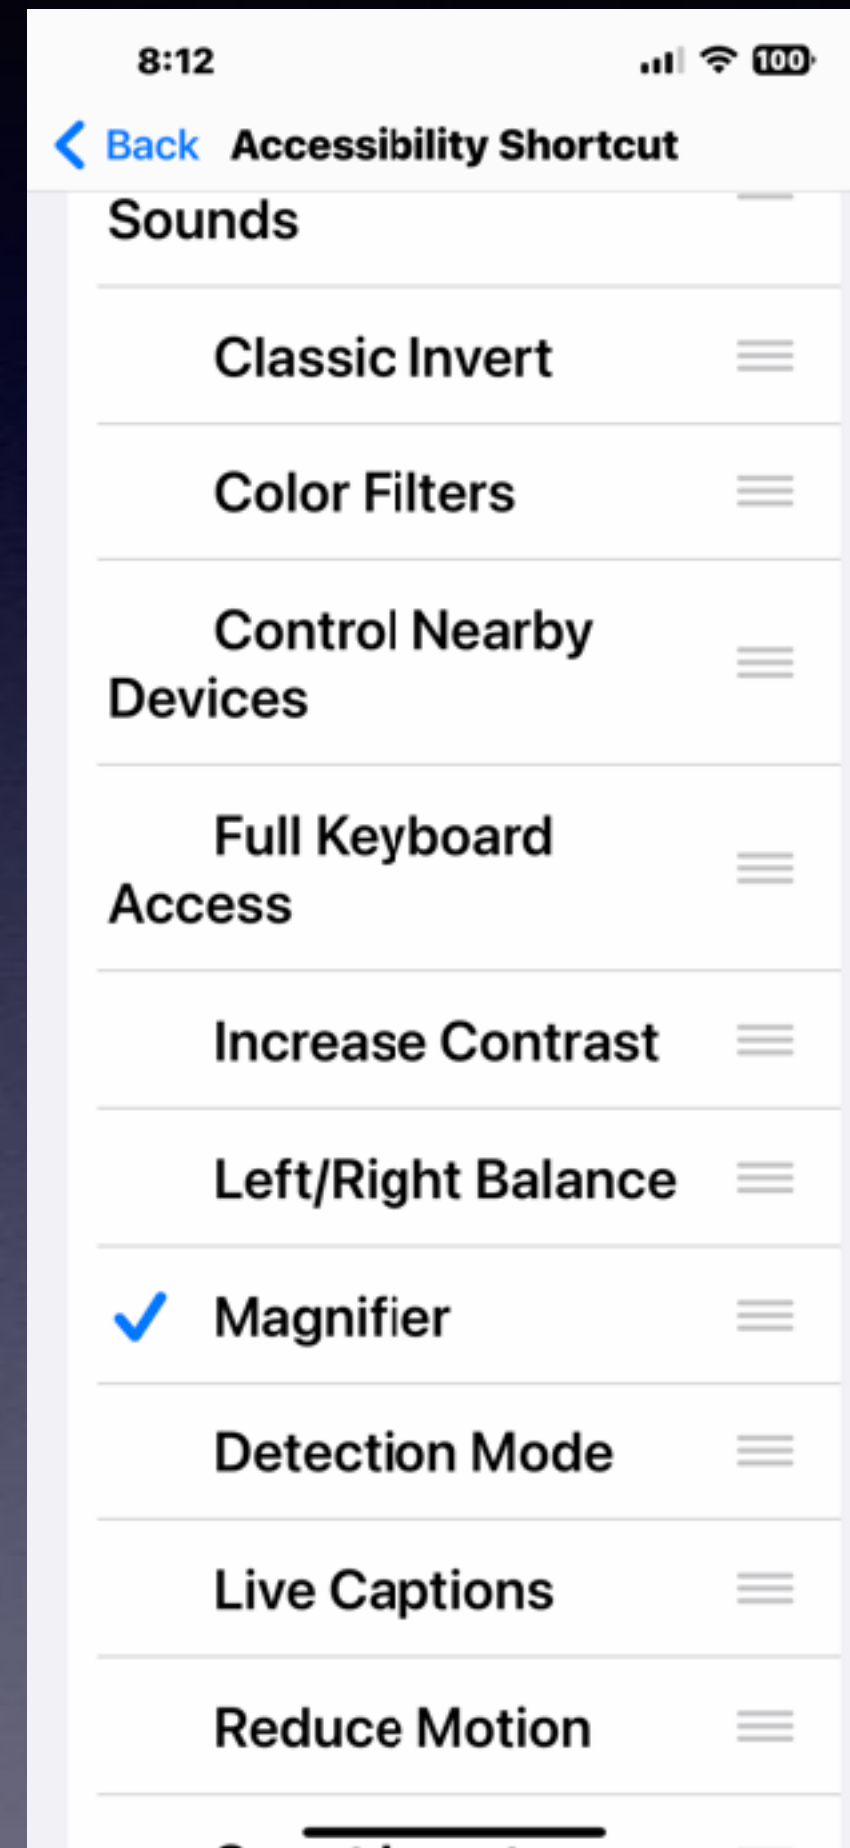 8:12 100
Back Accessibility Shortcut
Sounds
Classic Invert
Color Filters
Control Nearby
Devices
Full Keyboard
Access
Increase Contrast
Left/Right Balance
Magnifier
Detection Mode
Live Captions
Reduce Motion